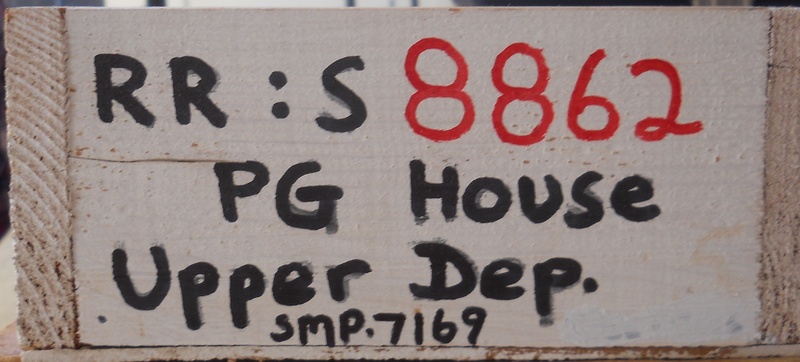 RR : S 8862
PG House
Upper Dep.
smp. 7169